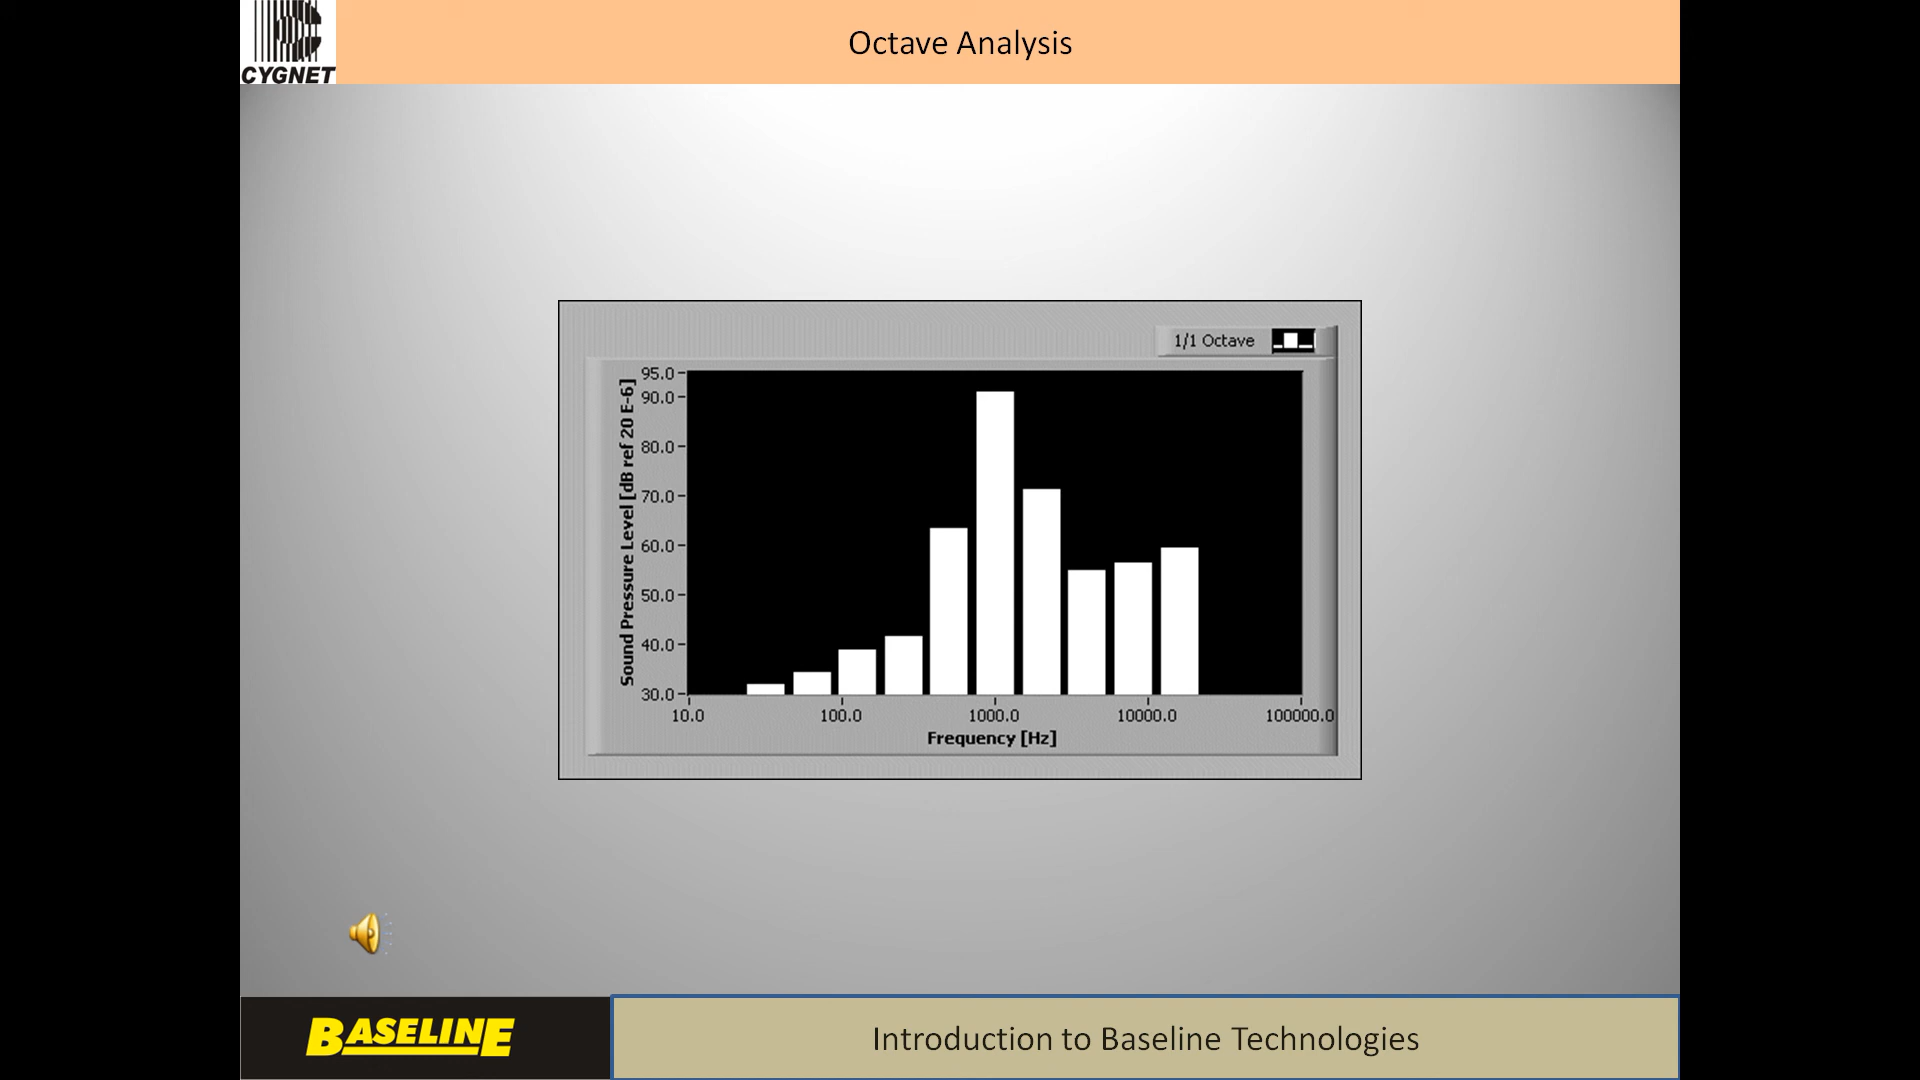 CYGNET
Octave Analysis
1/1 Octave
Sound Pressure Level [dB ref 20 E-6]
95.0
90.0
80.0
70.0
60.0
50.0
40.0
30.0
10.0 100.0 1000.0 10000.0 100000.0
Frequency [Hz]
BASELINE
Introduction to Baseline Technologies